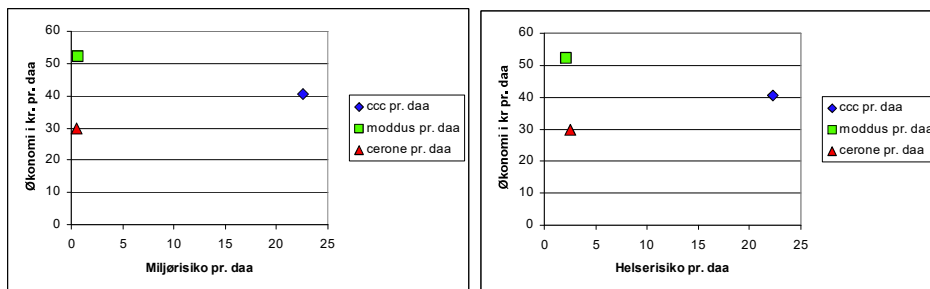 Økonomi i kr. pr. daa
60
50
40
30
20
10
0
0 5 10 15 20 25
Miljørisiko pr. daa
ccc pr. daa
moddus pr. daa
cerone pr. daa
Økonomi i kr pr. daa
60
50
40
30
20
10
0
0 5 10 15 20 25
Helserisiko pr. daa
ccc pr. daa
moddus pr. daa
cerone pr. daa